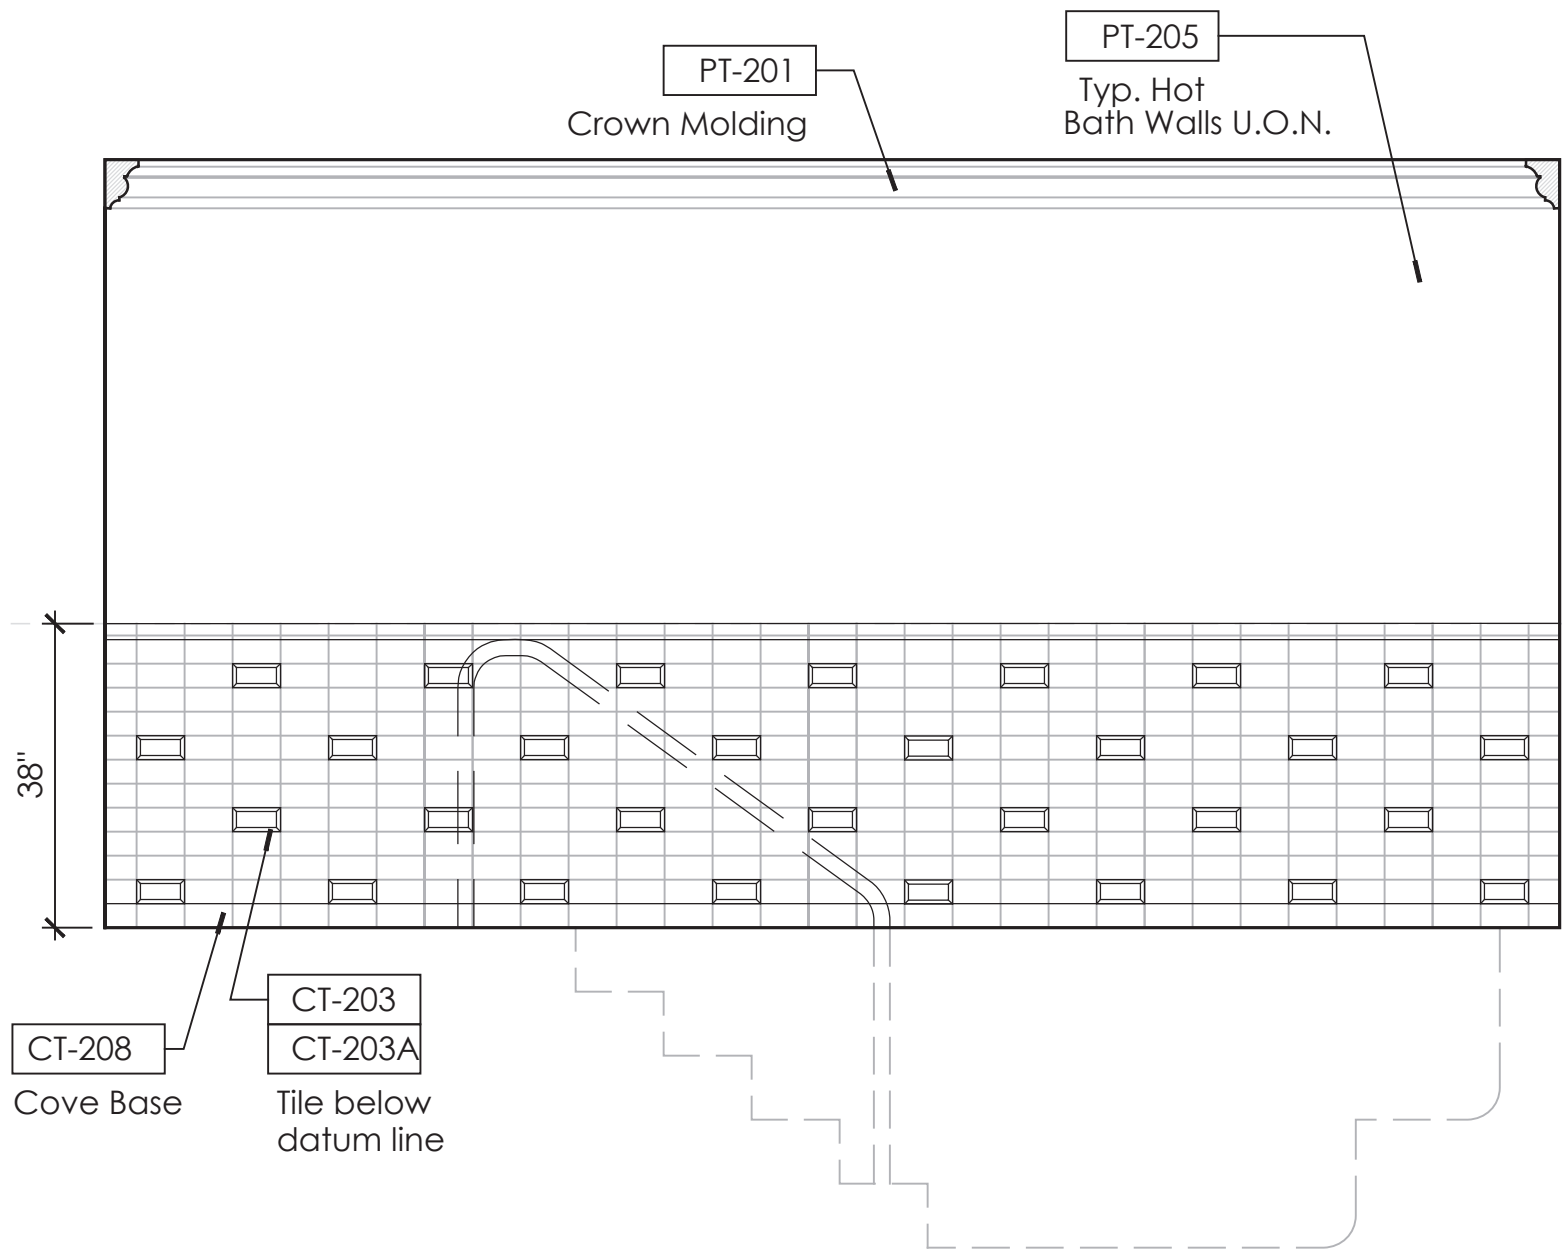 PT-205
Typ. Hot
Bath Walls U.O.N.
PT-201
Crown Molding
38"
CT-203
CT-203A
Tile below
datum line
CT-208
Cove Base